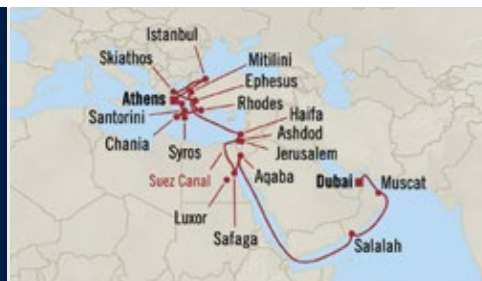 Istanbul
Skiathos
Mitilini
Athens
Ephesus
Rhodes
Santorini
Haifa
Chania
Ashdod
Syros
Jerusalem
Suez Canal
Aqaba
Dubai
Muscat
Luxor
Safaga
Salalah